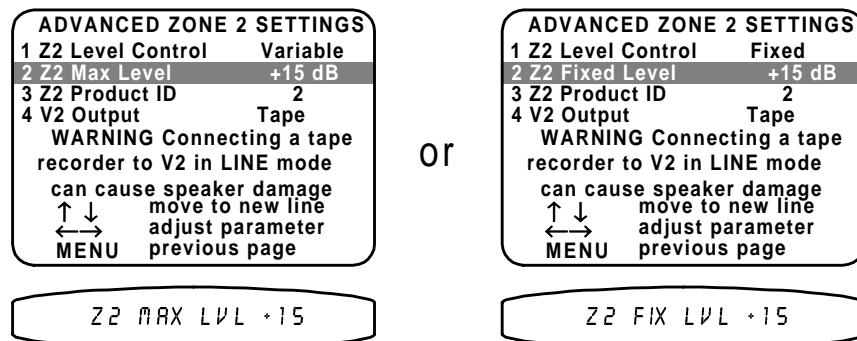 ADVANCED ZONE 2 SETTINGS
1 Z2 Level Control Variable
2 Z2 Max Level +15 dB
3 Z2 Product ID 2
4 V2 Output Tape
WARNING Connecting a tape
recorder to V2 in LINE mode
can cause speaker damage
↑ ↓ move to new line
←→ adjust parameter
MENU previous page
Z2 MAX LVL +15
or
ADVANCED ZONE 2 SETTINGS
1 Z2 Level Control Fixed
2 Z2 Fixed Level +15 dB
3 Z2 Product ID 2
4 V2 Output Tape
WARNING Connecting a tape
recorder to V2 in LINE mode
can cause speaker damage
↑ ↓ move to new line
←→ adjust parameter
MENU previous page
Z2 FIX LVL +15